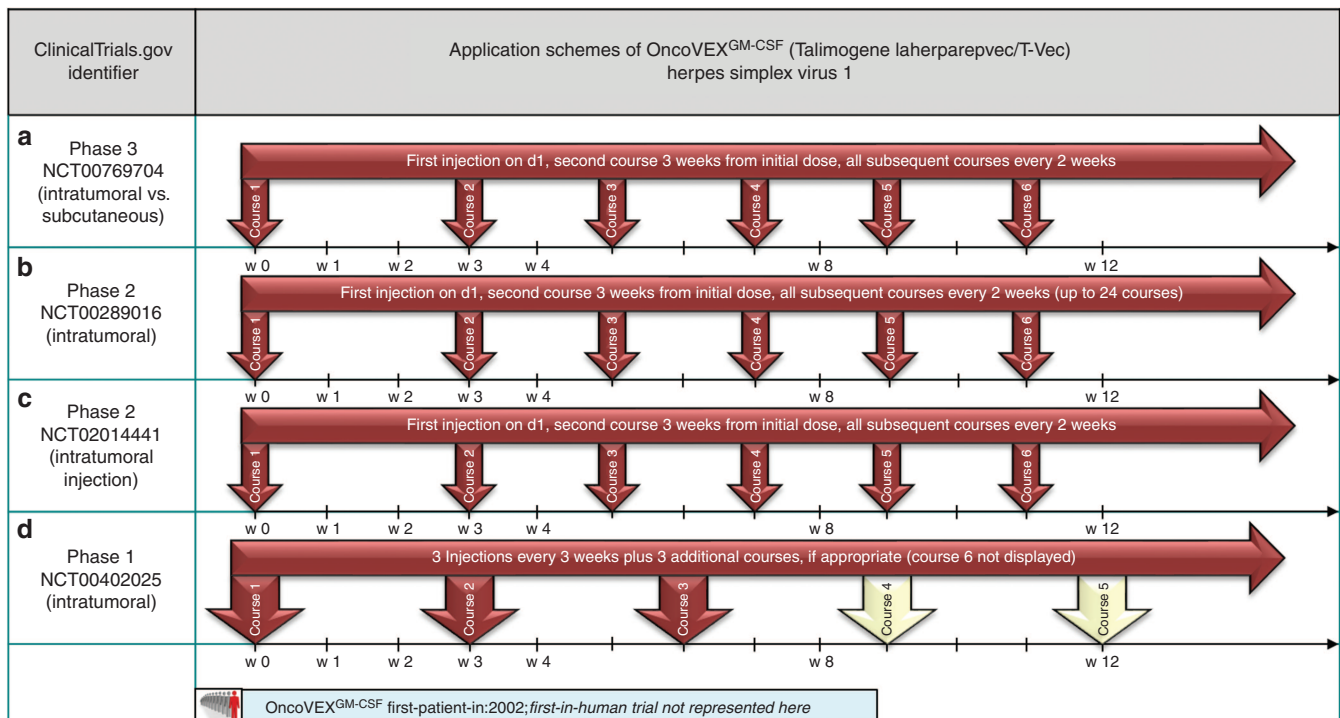 ClinicalTrials.gov
identifier
Application schemes of OncoVEXGM-CSF (Talimogene laherparepvec/T-Vec)
herpes simplex virus 1
a
Phase 3
NCT00769704
(intratumoral vs.
subcutaneous)
First injection on d1, second course 3 weeks from initial dose, all subsequent courses every 2 weeks
Course 1
Course 2
Course 3
Course 4
Course 5
Course 6
w 0 w 1 w 2 w 3 w 4 w 8 w 12
b
Phase 2
NCT00289016
(intratumoral)
First injection on d1, second course 3 weeks from initial dose, all subsequent courses every 2 weeks (up to 24 courses)
Course 1
Course 2
Course 3
Course 4
Course 5
Course 6
w 0 w 1 w 2 w 3 w 4 w 8 w 12
c
Phase 2
NCT02014441
(intratumoral
injection)
First injection on d1, second course 3 weeks from initial dose, all subsequent courses every 2 weeks
Course 1
Course 2
Course 3
Course 4
Course 5
Course 6
w 0 w 1 w 2 w 3 w 4 w 8 w 12
d
Phase 1
NCT00402025
(intratumoral)
3 Injections every 3 weeks plus 3 additional courses, if appropriate (course 6 not displayed)
Course 1
Course 2
Course 3
Course 4
Course 5
w 0 w 1 w 2 w 3 w 4 w 8 w 12
OncoVEXGM-CSF first-patient-in:2002;first-in-human trial not represented here